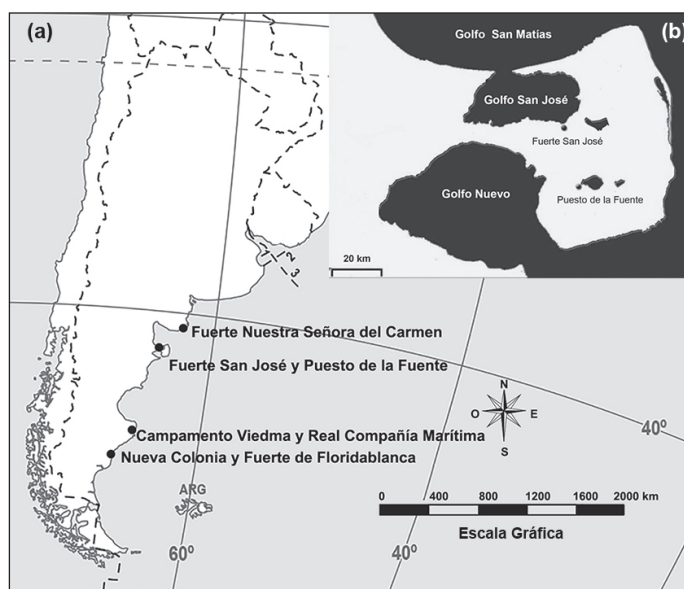 (a)
(b)
Golfo San Matías
Golfo San José
Fuerte San José
Golfo Nuevo
Puesto de la Fuente
20 km
2
3
Fuerte Nuestra Señora del Carmen
Fuerte San José y Puesto de la Fuente
Campamento Viedma y Real Compañía Marítima
Nueva Colonia y Fuerte de Floridablanca
ARG
N
O E
S
40º
0 400 800 1200 1600 2000 km
Escala Gráfica
60º
40º